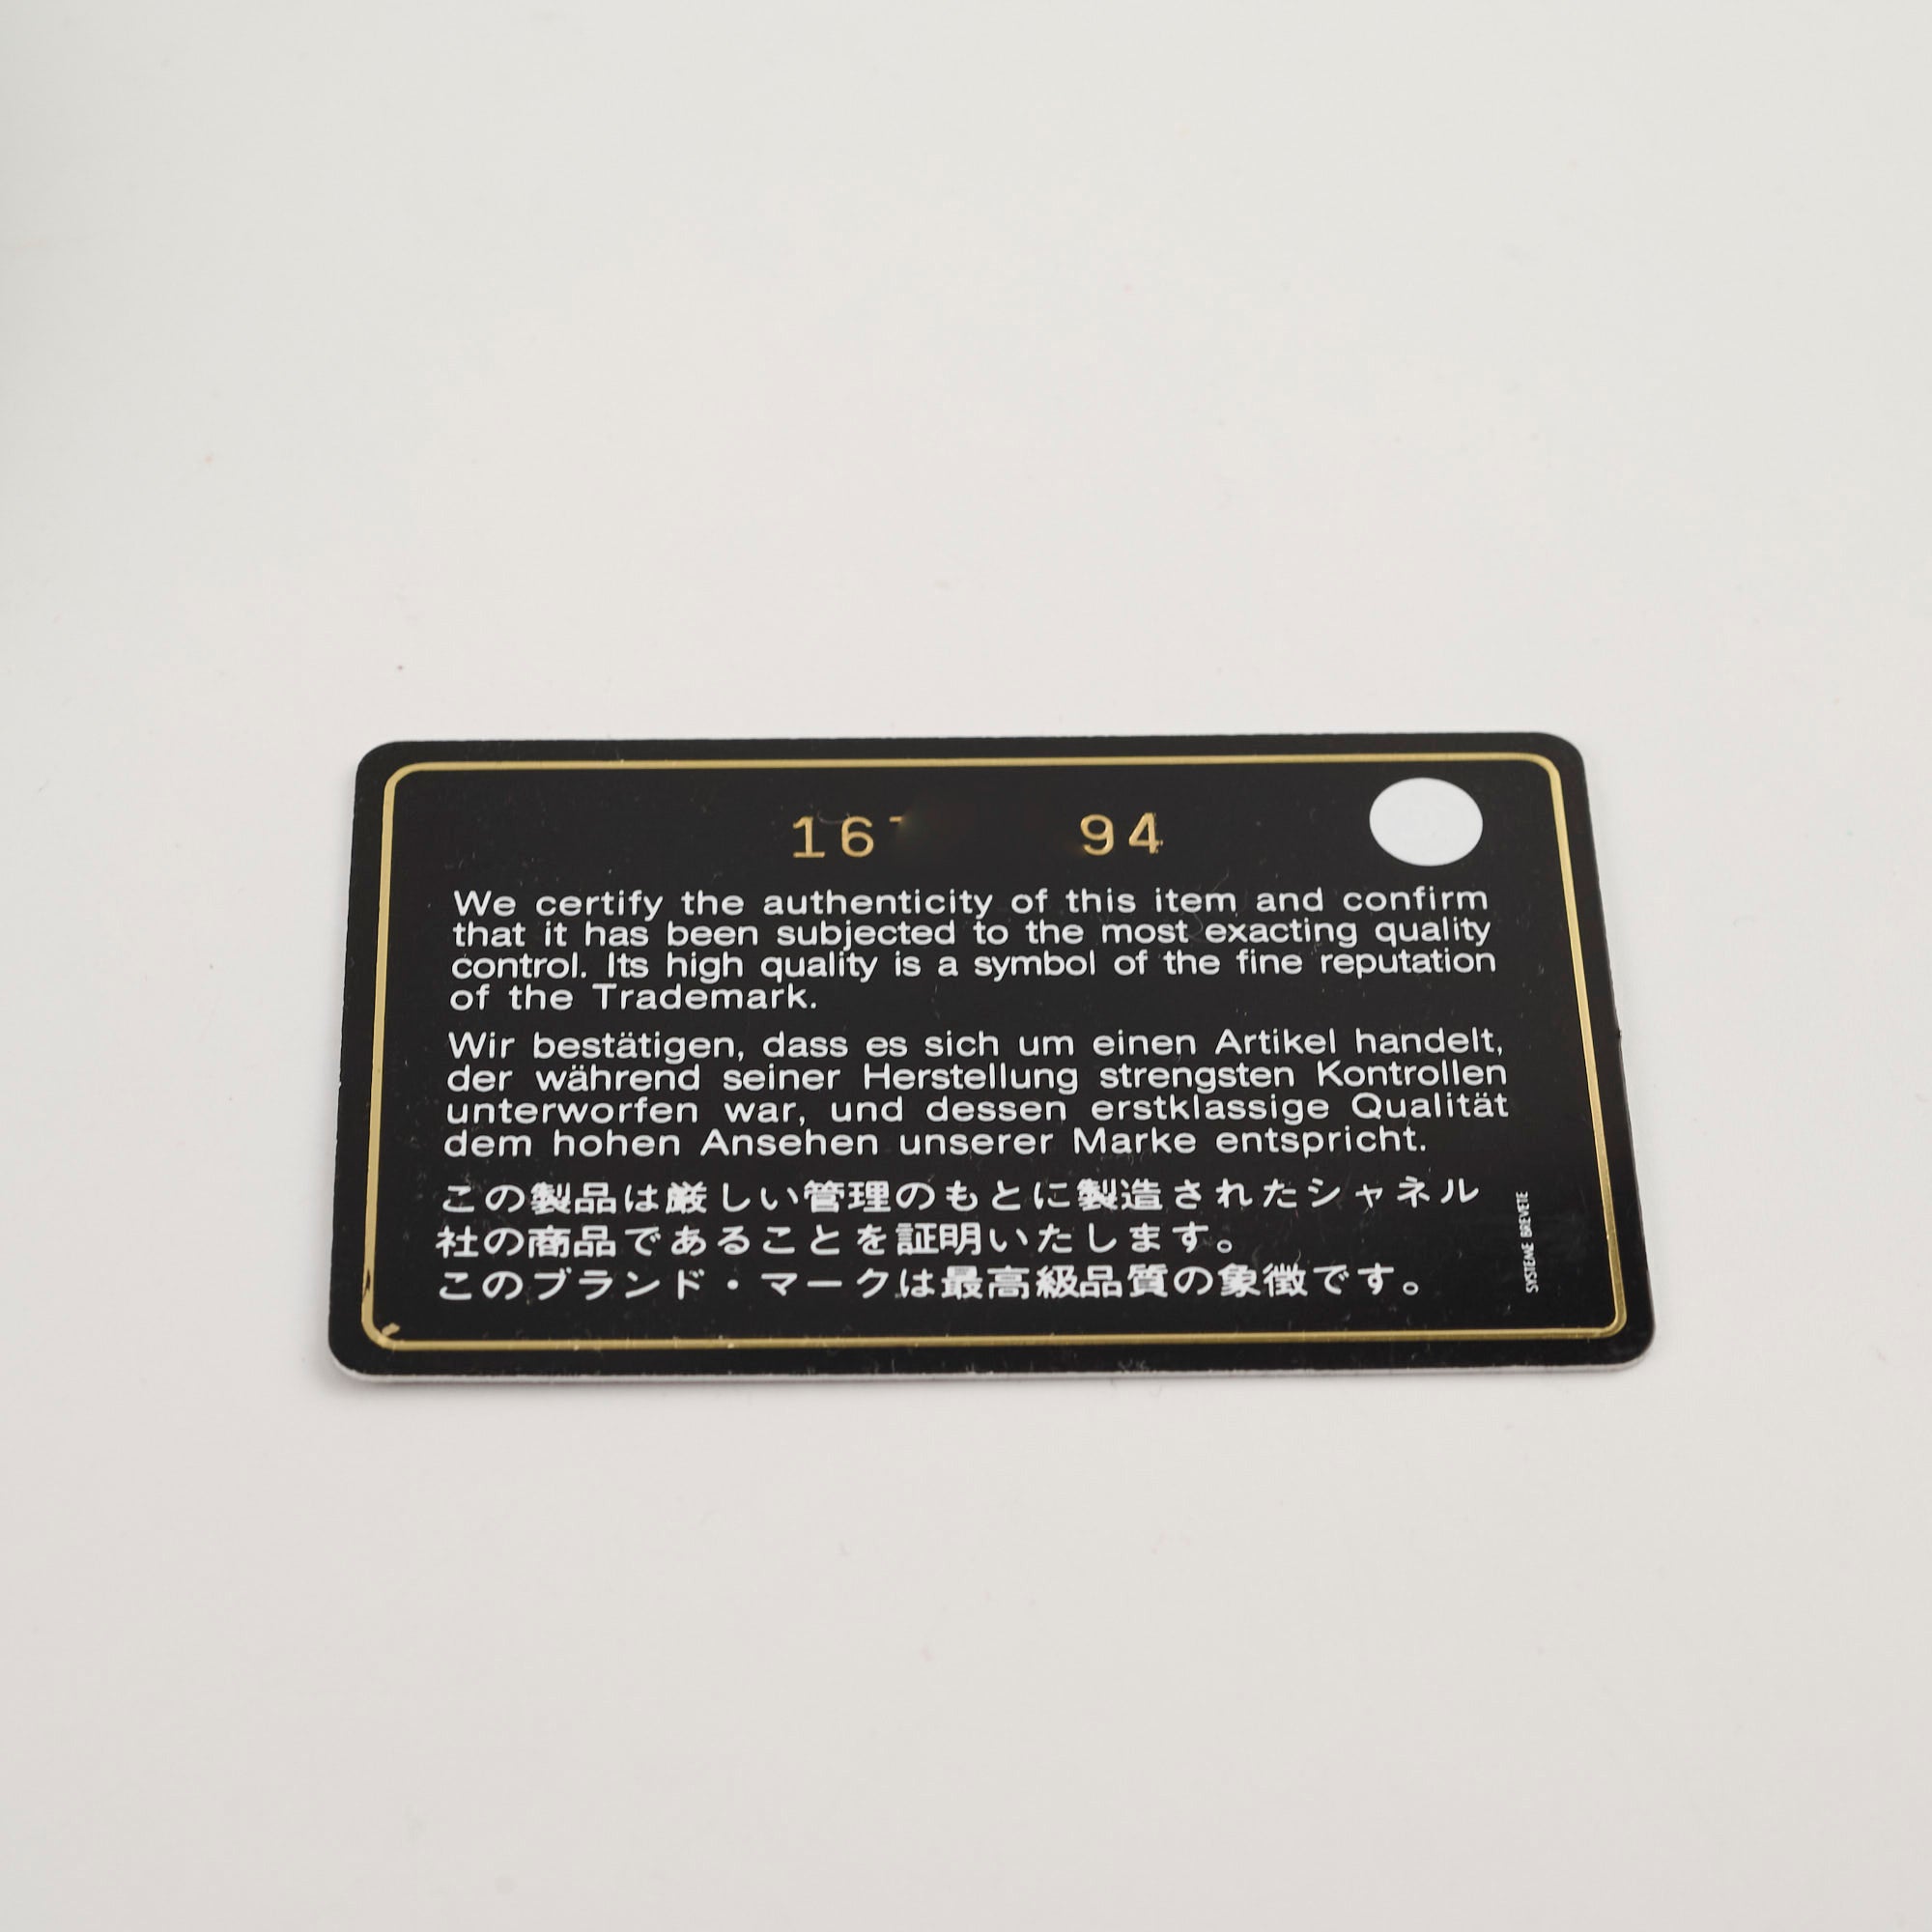 16 94
We certify the authenticity of this item and confirm
that it has been subjected to the most exacting quality
control. Its high quality is a symbol of the fine reputation
of the Trademark.
Wir bestätigen, dass es sich um einen Artikel handelt,
der während seiner Herstellung strengsten Kontrollen
unterworfen war, und dessen erstklassige Qualität
dem hohen Ansehen unserer Marke entspricht.
この製品は厳しい管理のもとに製造されたシャネル
社の商品であることを証明いたします。
このブランド・マークは最高級品質の象徴です。
SYSTEME BREVETE